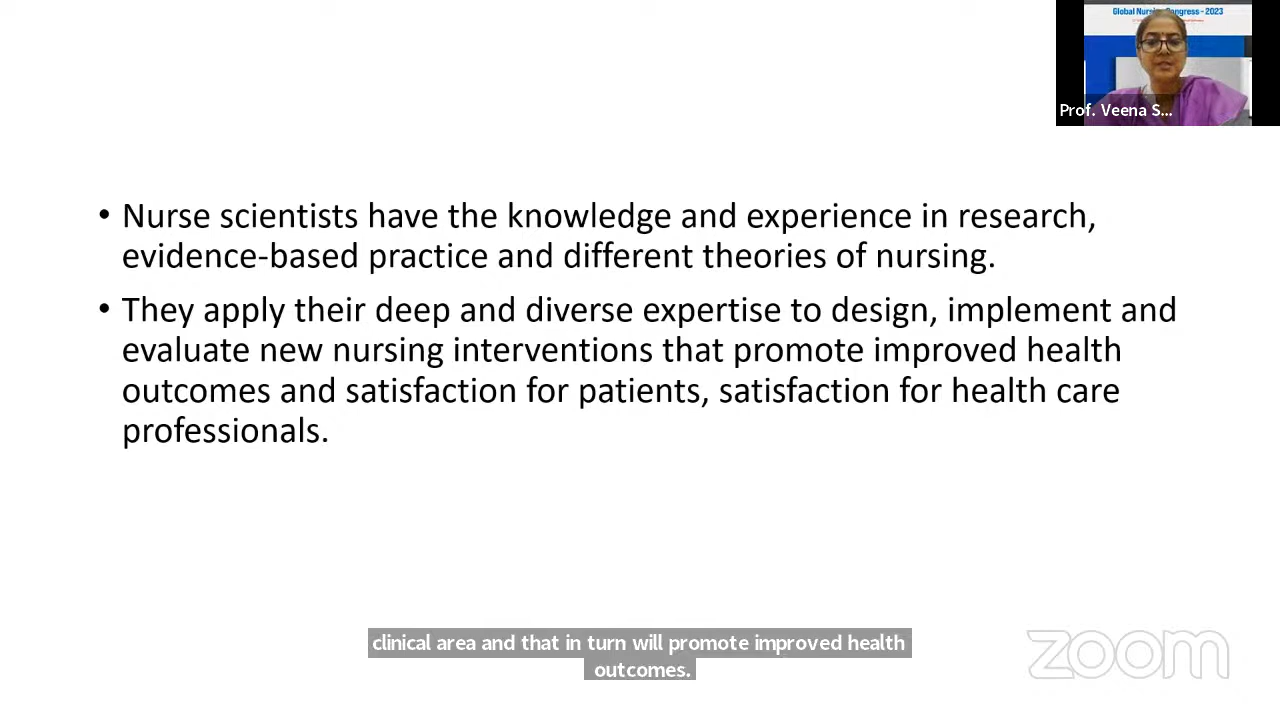 Global Nursing Congress - 2023
Prof. Veena S...
• Nurse scientists have the knowledge and experience in research,
evidence-based practice and different theories of nursing.
• They apply their deep and diverse expertise to design, implement and
evaluate new nursing interventions that promote improved health
outcomes and satisfaction for patients, satisfaction for health care
professionals.
clinical area and that in turn will promote improved health
outcomes.
zoom